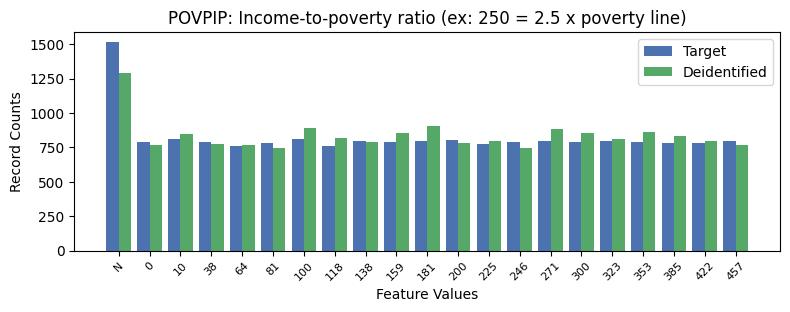 POVPIP: Income-to-poverty ratio (ex: 250 = 2.5 x poverty line)
Target
Deidentified
Record Counts
1500
1250
1000
750
500
250
0
N 0 10 38 64 81 100 118 138 159 181 200 225 246 271 300 323 353 385 422 457
Feature Values